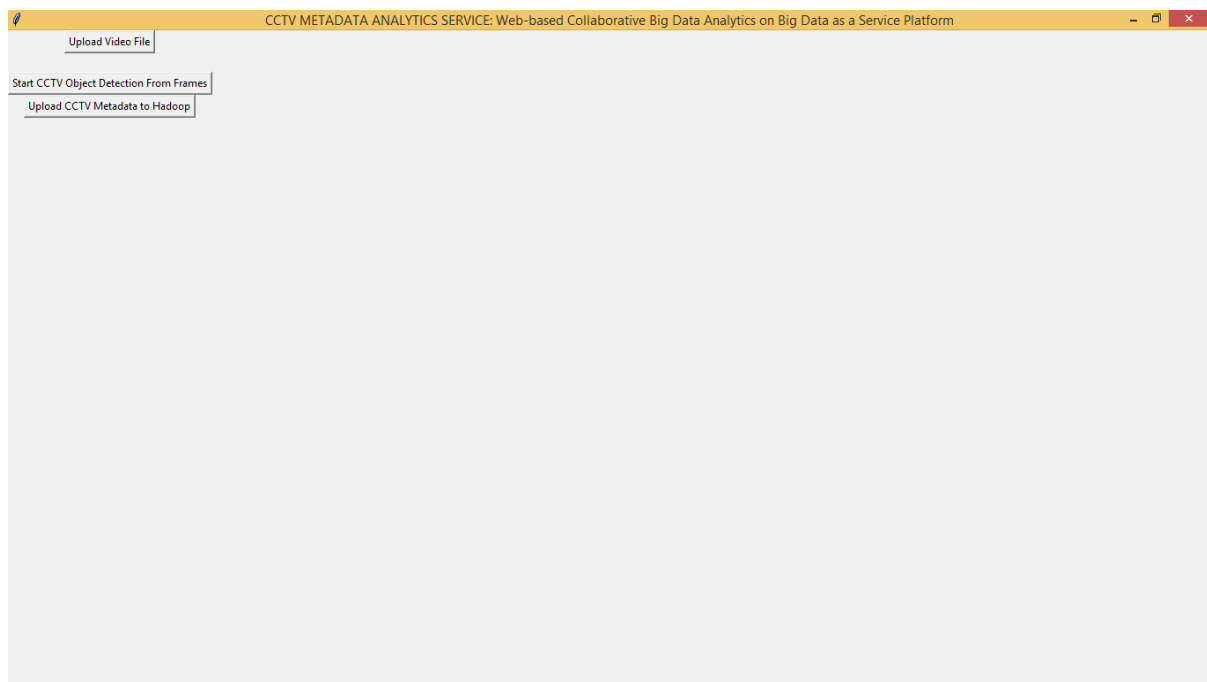 CCTV METADATA ANALYTICS SERVICE: Web-based Collaborative Big Data Analytics on Big Data as a Service Platform
Upload Video File
Start CCTV Object Detection From Frames
Upload CCTV Metadata to Hadoop